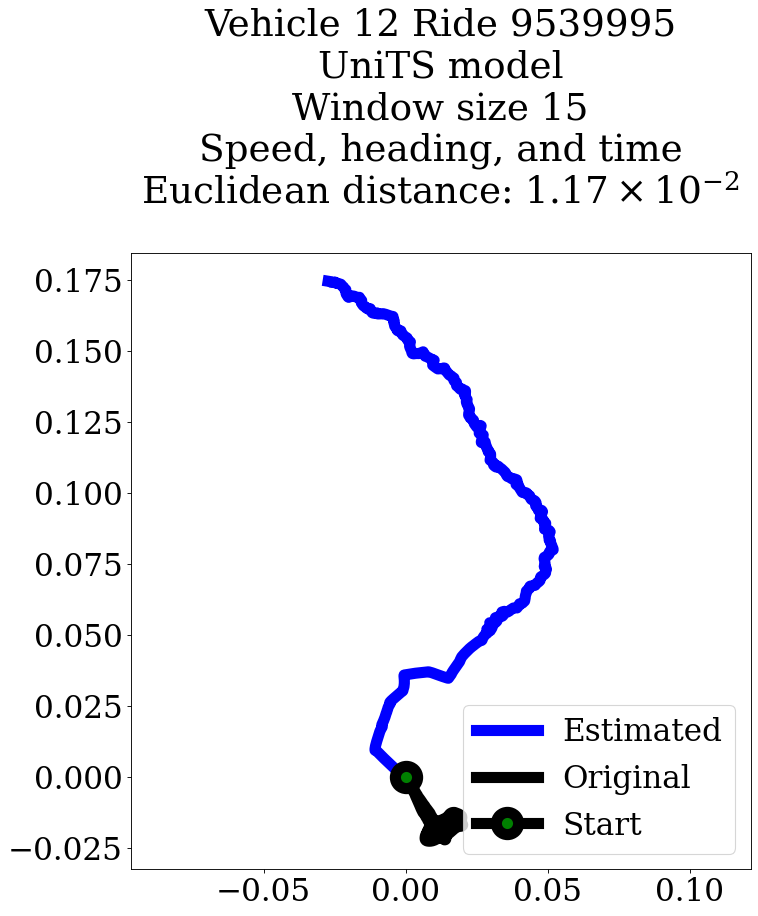 Vehicle 12 Ride 9539995
UniTS model
Window size 15
Speed, heading, and time
Euclidean distance: 1.17 × 10⁻²
0.175
0.150
0.125
0.100
0.075
0.050
0.025
0.000
−0.025
Estimated
Original
Start
−0.05 0.00 0.05 0.10